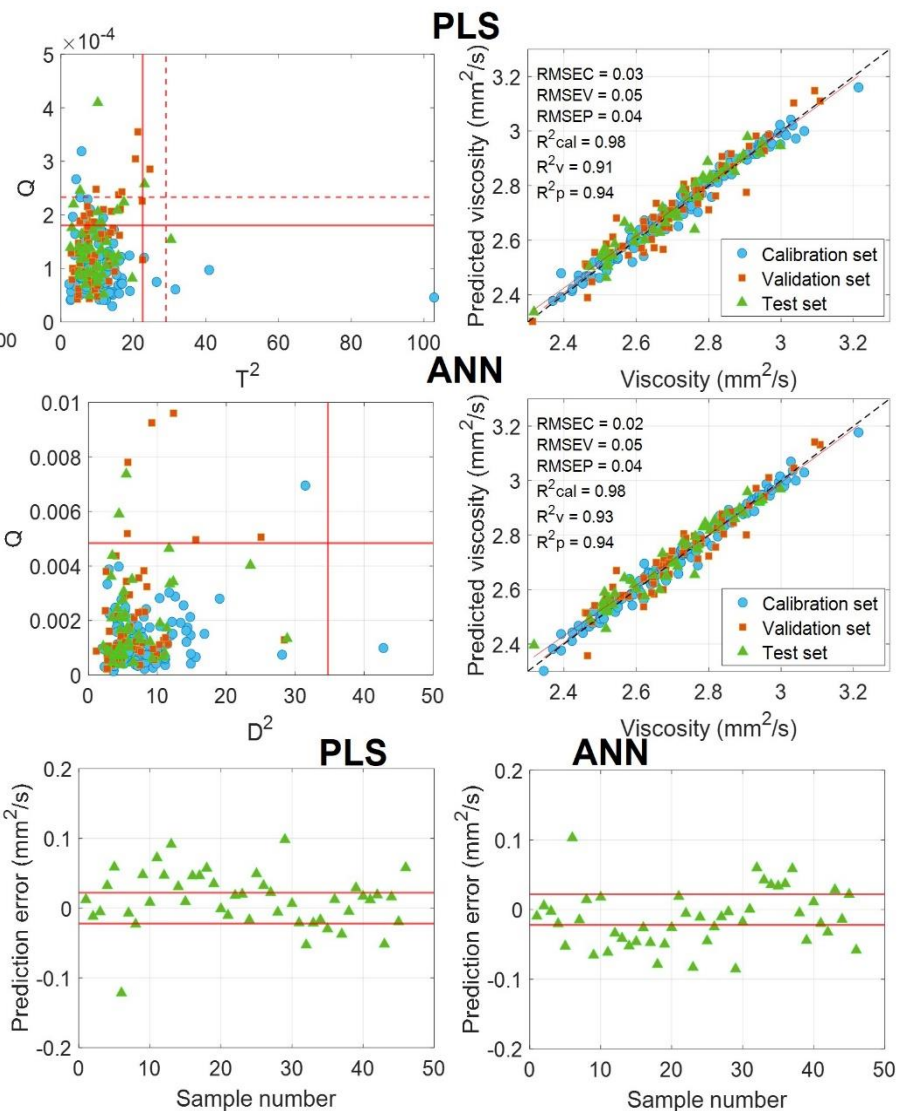 PLS
×10⁻⁴
5
4
3
2
1
0
Q
0 20 40 60 80 100
T²
00
3.2
3.0
2.8
2.6
2.4
Predicted viscosity (mm²/s)
RMSEC = 0.03
RMSEV = 0.05
RMSEP = 0.04
R²cal = 0.98
R²v = 0.91
R²p = 0.94
Calibration set
Validation set
Test set
2.4 2.6 2.8 3.0 3.2
Viscosity (mm²/s)
ANN
0.01
0.008
0.006
0.004
0.002
0
Q
0 10 20 30 40 50
D²
3.2
3.0
2.8
2.6
2.4
Predicted viscosity (mm²/s)
RMSEC = 0.02
RMSEV = 0.05
RMSEP = 0.04
R²cal = 0.98
R²v = 0.93
R²p = 0.94
Calibration set
Validation set
Test set
2.4 2.6 2.8 3.0 3.2
Viscosity (mm²/s)
PLS
0.2
0.1
0
-0.1
-0.2
Prediction error (mm²/s)
0 10 20 30 40 50
Sample number
ANN
0.2
0.1
0
-0.1
-0.2
Prediction error (mm²/s)
0 10 20 30 40 50
Sample number